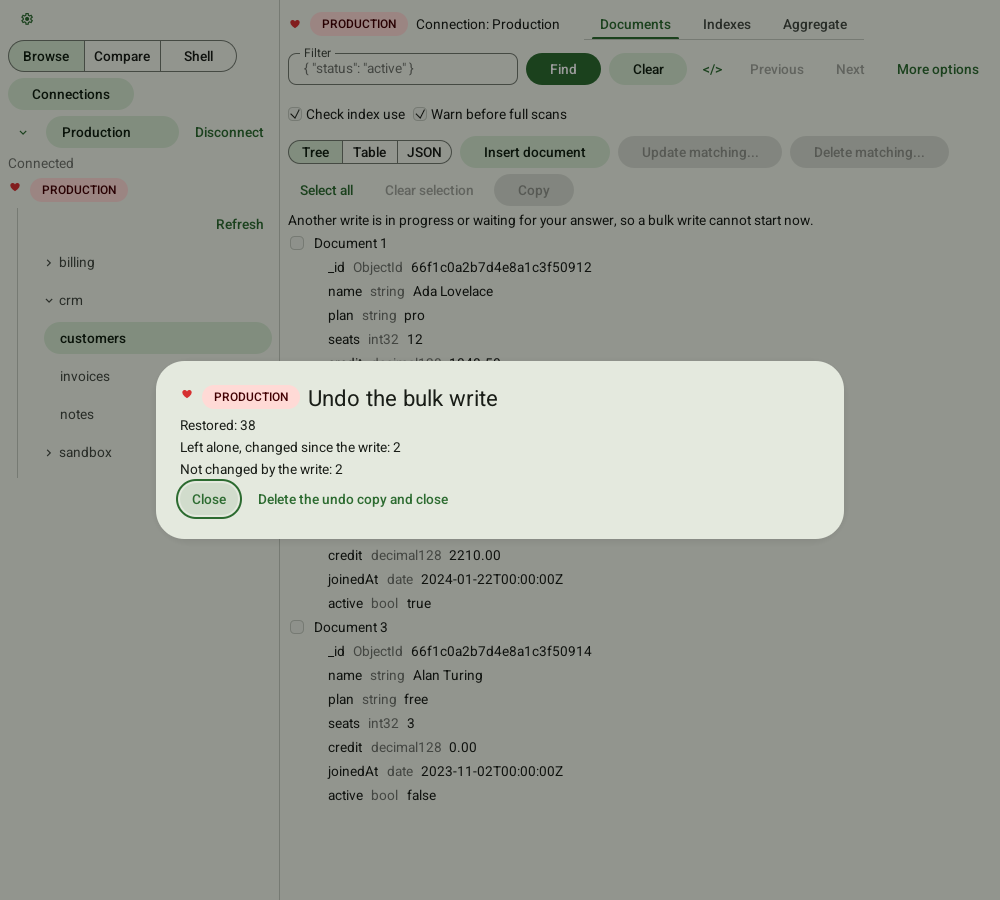 Browse Compare Shell
Connections
Production Disconnect
Connected
PRODUCTION
Refresh
billing
crm
customers
invoices
notes
sandbox
PRODUCTION Connection: Production Documents Indexes Aggregate
Filter
{ "status": "active" } Find Clear </> Previous Next More options
Check index use Warn before full scans
Tree Table JSON Insert document Update matching... Delete matching...
Select all Clear selection Copy
Another write is in progress or waiting for your answer, so a bulk write cannot start now.
Document 1
_id ObjectId 66f1c0a2b7d4e8a1c3f50912
name string Ada Lovelace
plan string pro
seats int32 12
PRODUCTION Undo the bulk write
Restored: 38
Left alone, changed since the write: 2
Not changed by the write: 2
Close Delete the undo copy and close
credit decimal128 2210.00
joinedAt date 2024-01-22T00:00:00Z
active bool true
Document 3
_id ObjectId 66f1c0a2b7d4e8a1c3f50914
name string Alan Turing
plan string free
seats int32 3
credit decimal128 0.00
joinedAt date 2023-11-02T00:00:00Z
active bool false